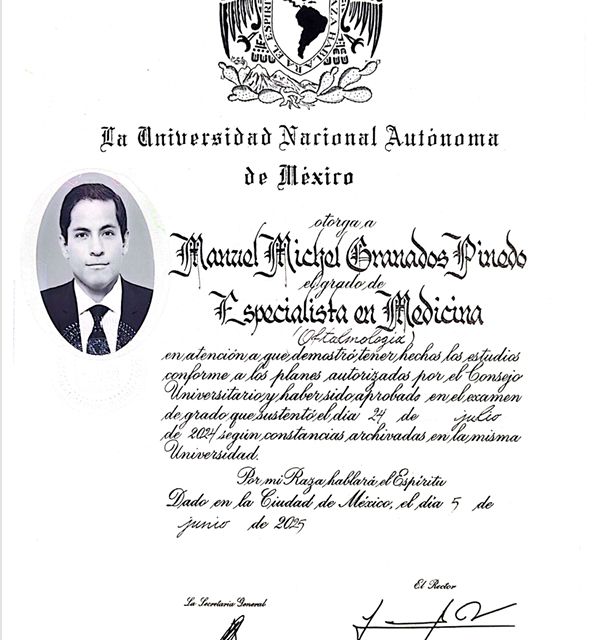 HABLARA EL ESPIRI
La Universidad Nacional Autónoma
de México
otorga a
Manuel Michel Granados Pinedo
el grado de
Especialista en Medicina
(Oftalmología)
en atención a que demostró tener hechos los estudios
conforme a los planes autorizados por el Consejo
Universitario y haber sido aprobado en el examen
de grado que sustentó el día 24 de julio
de 2024 según constancias archivadas en la misma
Universidad.
Por mi Raza hablará el Espíritu
Dado en la Ciudad de México, el día 5 de
junio de 2025
El Rector
La Secretaria General